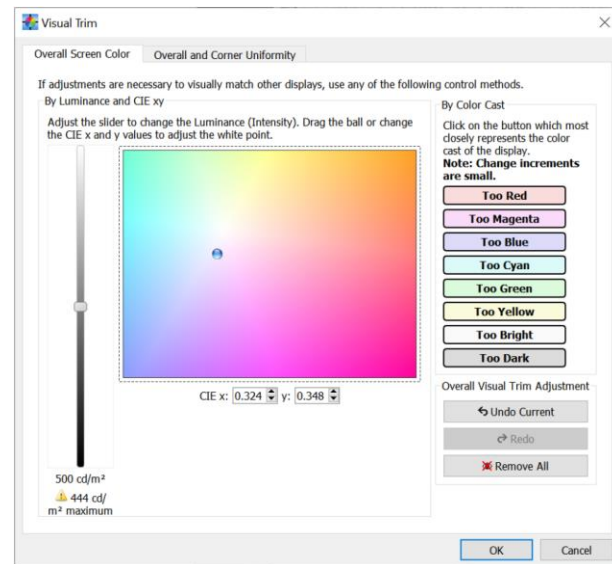 Visual Trim
Overall Screen Color
Overall and Corner Uniformity
If adjustments are necessary to visually match other displays, use any of the following control methods.
By Luminance and CIE xy
Adjust the slider to change the Luminance (Intensity). Drag the ball or change
the CIE x and y values to adjust the white point.
500 cd/m²
444 cd/
m² maximum
CIE x: 0.324 y: 0.348
By Color Cast
Click on the button which most
closely represents the color
cast of the display.
Note: Change increments
are small.
Too Red
Too Magenta
Too Blue
Too Cyan
Too Green
Too Yellow
Too Bright
Too Dark
Overall Visual Trim Adjustment
Undo Current
Redo
Remove All
OK
Cancel